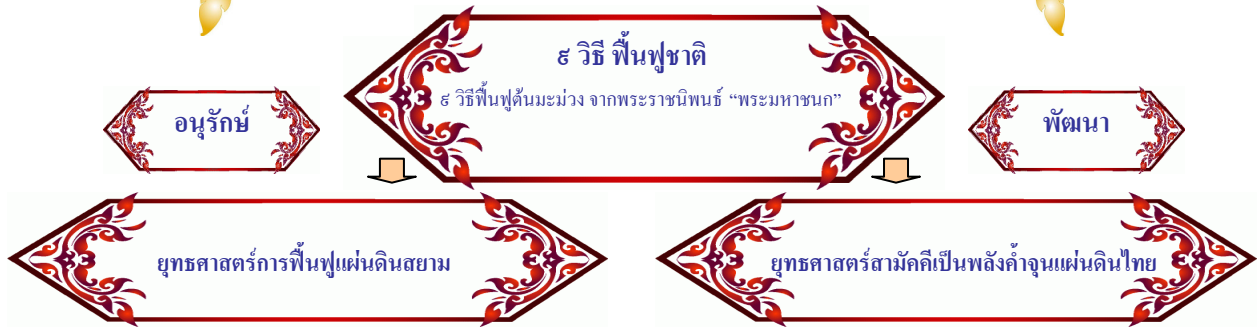 ๙ วิธี ฟื้นฟูชาติ
๙ วิธีฟื้นฟูต้นมะม่วง จากพระราชนิพนธ์ “พระมหาชนก”
อนุรักษ์
พัฒนา
ยุทธศาสตร์การฟื้นฟูแผ่นดินสยาม
ยุทธศาสตร์สามัคคีเป็นพลังค้ำจุนแผ่นดินไทย